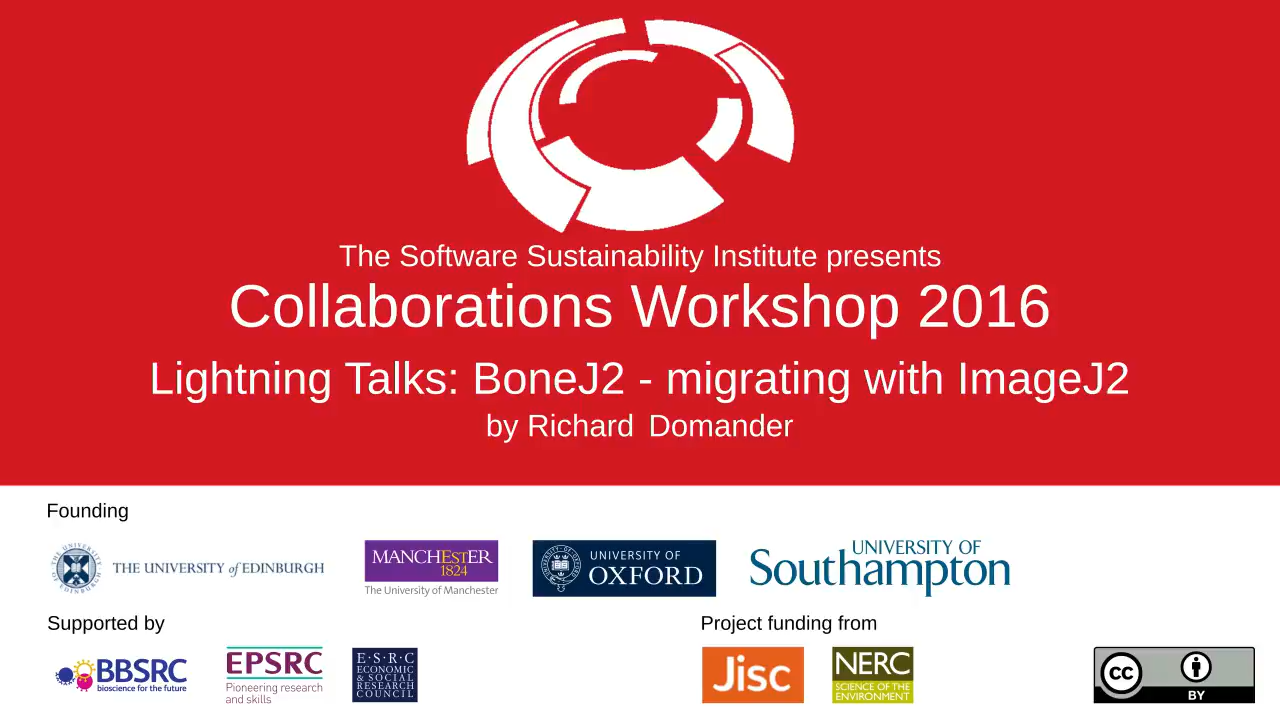 The Software Sustainability Institute presents
Collaborations Workshop 2016
Lightning Talks: BoneJ2 - migrating with ImageJ2
by Richard Domander
Founding
THE UNIVERSITY of EDINBURGH
MANCHESTER
1824
The University of Manchester
UNIVERSITY OF
OXFORD
UNIVERSITY OF
Southampton
Supported by
Project funding from
BBSRC
bioscience for the future
EPSRC
Pioneering research
and skills
E·S·R·C
ECONOMIC
& SOCIAL
RESEARCH
COUNCIL
Jisc
NERC
SCIENCE OF THE
ENVIRONMENT
CC
BY